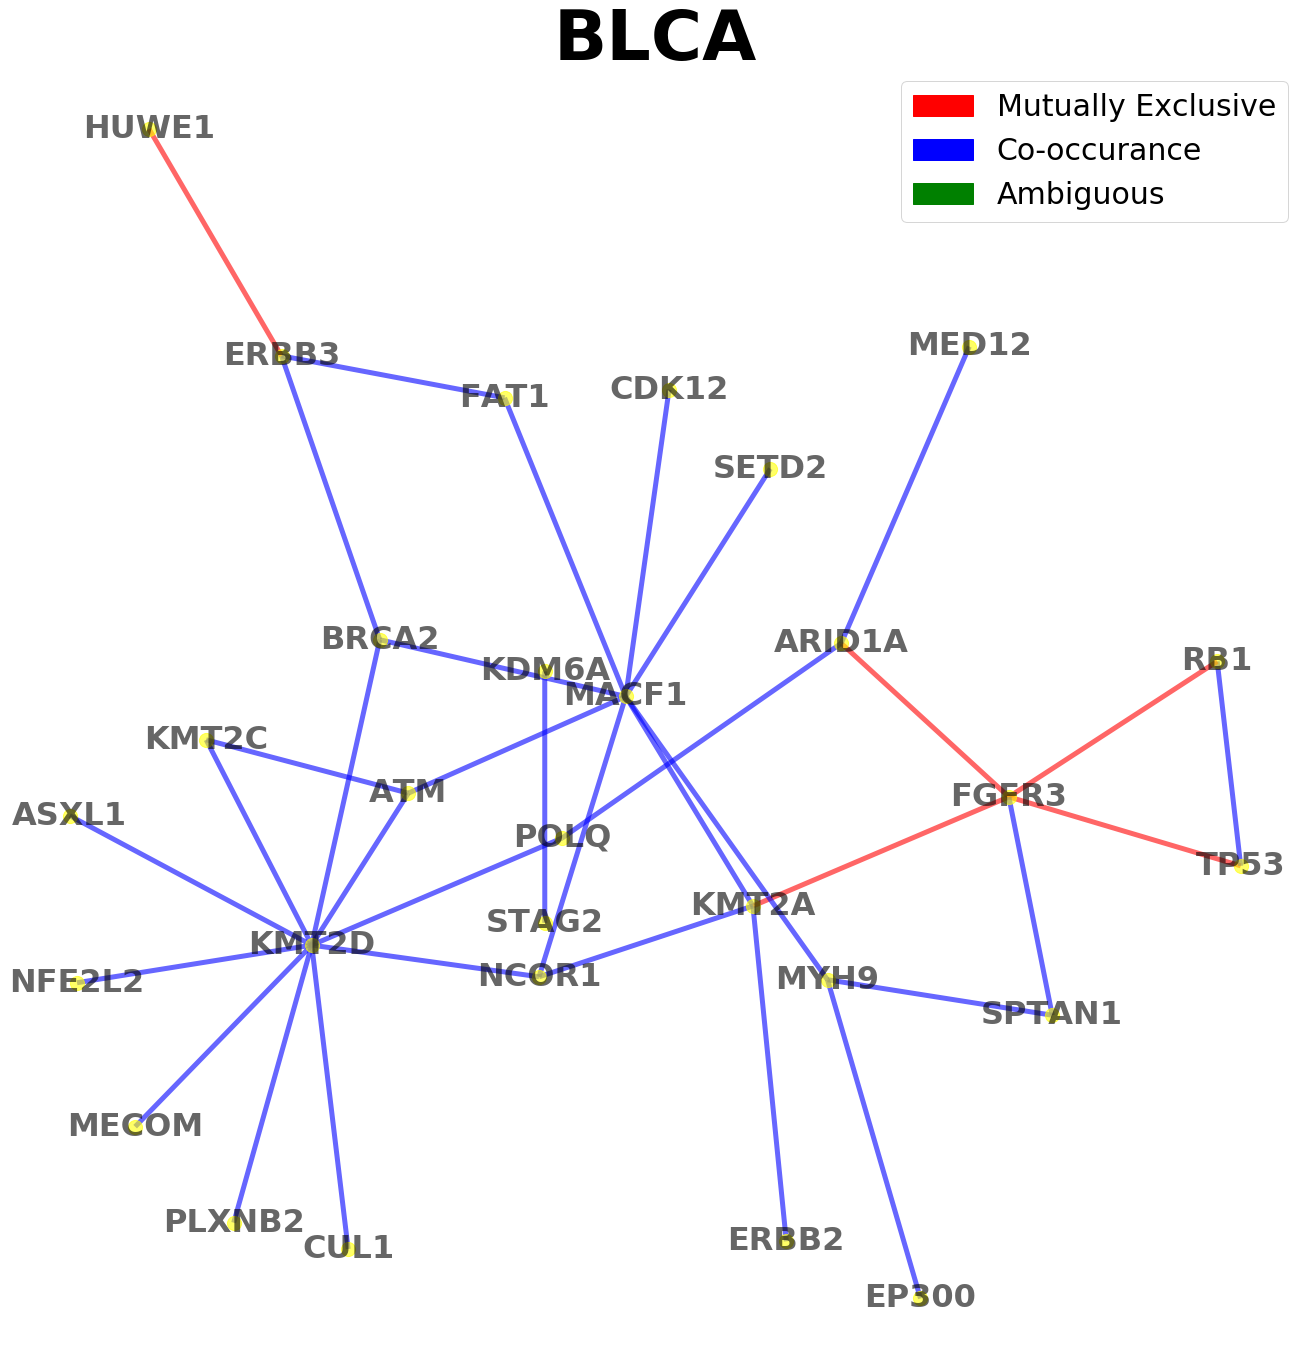 BLCA
Mutually Exclusive
Co-occurance
Ambiguous
HUWE1
MED12
ERBB3
CDK12
FAT1
SETD2
BRCA2
ARID1A
RB1
KDM6A
MACF1
KMT2C
ATM
FGFR3
ASXL1
POLQ
TP53
KMT2A
STAG2
KMT2D
NCOR1
MYH9
NFE2L2
SPTAN1
MECOM
PLXNB2
ERBB2
CUL1
EP300